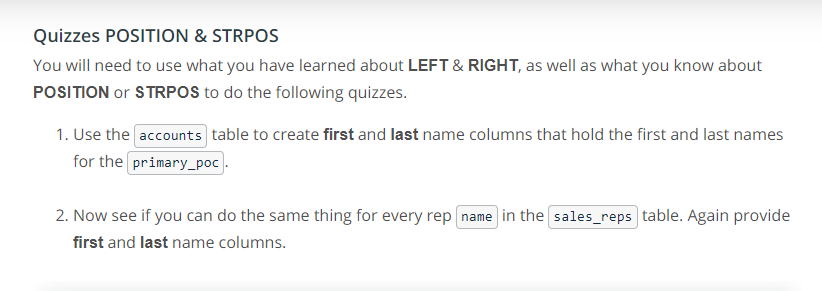 Quizzes POSITION & STRPOS
You will need to use what you have learned about LEFT & RIGHT, as well as what you know about
POSITION or STRPOS to do the following quizzes.
1. Use the accounts table to create first and last name columns that hold the first and last names
for the primary_poc.
2. Now see if you can do the same thing for every rep name in the sales_reps table. Again provide
first and last name columns.